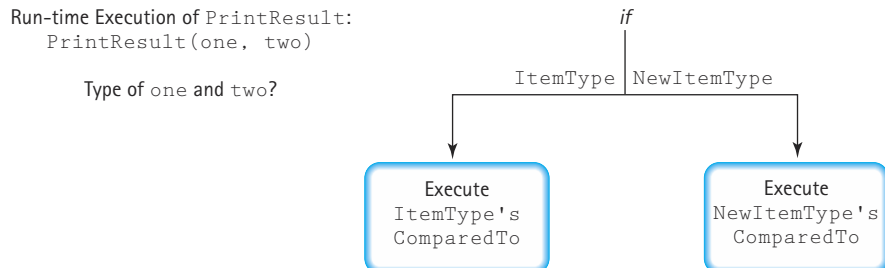 Run-time Execution of PrintResult:
PrintResult(one, two)
Type of one and two?
if
ItemType NewItemType
Execute
ItemType's
ComparedTo
Execute
NewItemType's
ComparedTo